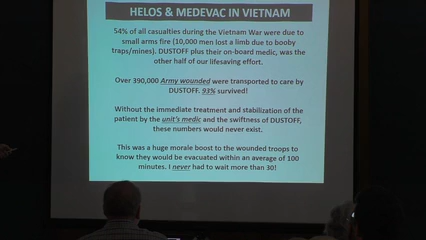 HELOS & MEDEVAC IN VIETNAM
54% of all casualties during the Vietnam War were due to
small arms fire (10,000 men lost a limb due to booby
traps/mines). DUSTOFF plus their on-board medic, was
the other half of our lifesaving effort.
Over 390,000 Army wounded were transported to care by
DUSTOFF. 93% survived!
Without the immediate treatment and stabilization of the
patient by the unit's medic and the swiftness of DUSTOFF,
these numbers would never exist.
This was a huge morale boost to the wounded troops to
know they would be evacuated within an average of 100
minutes. I never had to wait more than 30!